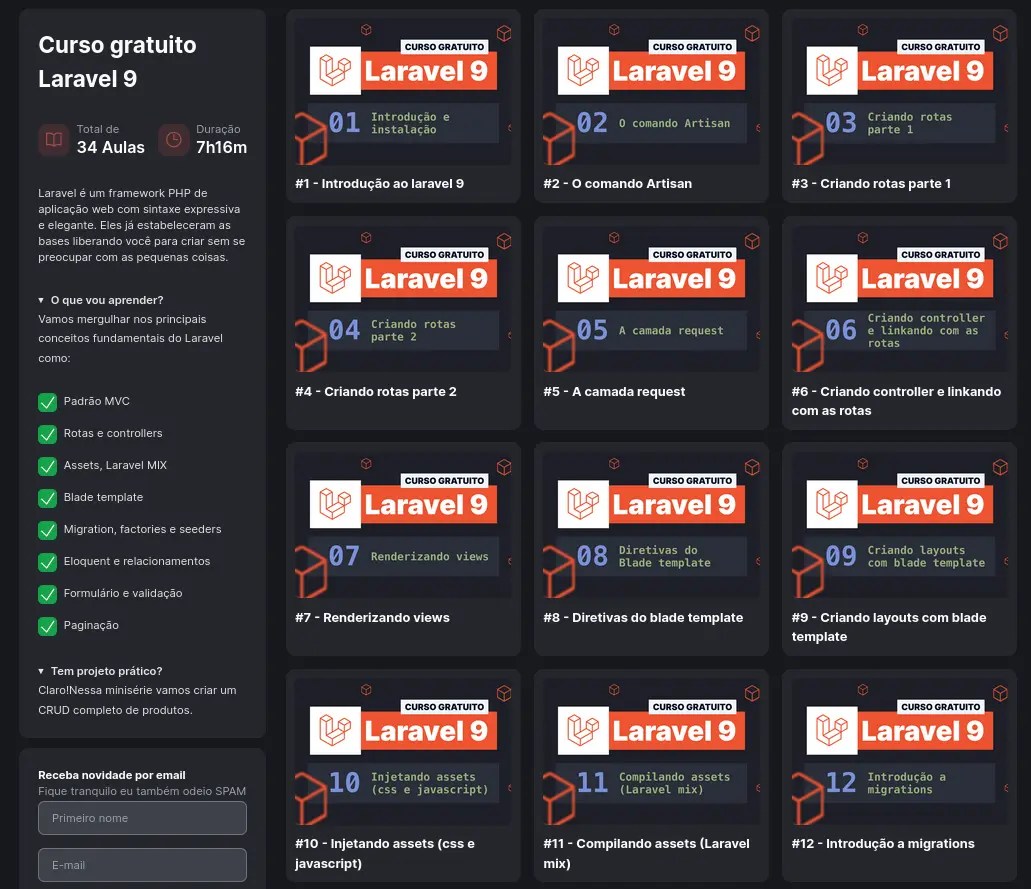 Curso gratuito
Laravel 9
Total de
34 Aulas
Duração
7h16m
Laravel é um framework PHP de
aplicação web com sintaxe expressiva
e elegante. Eles já estabeleceram as
bases liberando você para criar sem se
preocupar com as pequenas coisas.
▾ O que vou aprender?
Vamos mergulhar nos principais
conceitos fundamentais do Laravel
como:
Padrão MVC
Rotas e controllers
Assets, Laravel MIX
Blade template
Migration, factories e seeders
Eloquent e relacionamentos
Formulário e validação
Paginação
▾ Tem projeto prático?
Claro!Nessa minisérie vamos criar um
CRUD completo de produtos.
Receba novidade por email
Fique tranquilo eu também odeio SPAM
Primeiro nome
E-mail
CURSO GRATUITO
Laravel 9
01 Introdução e
instalação
#1 - Introdução ao laravel 9
CURSO GRATUITO
Laravel 9
02 O comando Artisan
#2 - O comando Artisan
CURSO GRATUITO
Laravel 9
03 Criando rotas
parte 1
#3 - Criando rotas parte 1
CURSO GRATUITO
Laravel 9
04 Criando rotas
parte 2
#4 - Criando rotas parte 2
CURSO GRATUITO
Laravel 9
05 A camada request
#5 - A camada request
CURSO GRATUITO
Laravel 9
06 Criando controller
e linkando com as
rotas
#6 - Criando controller e linkando
com as rotas
CURSO GRATUITO
Laravel 9
07 Renderizando views
#7 - Renderizando views
CURSO GRATUITO
Laravel 9
08 Diretivas do
Blade template
#8 - Diretivas do blade template
CURSO GRATUITO
Laravel 9
09 Criando layouts
com blade template
#9 - Criando layouts com blade
template
CURSO GRATUITO
Laravel 9
10 Injetando assets
(css e javascript)
#10 - Injetando assets (css e
javascript)
CURSO GRATUITO
Laravel 9
11 Compilando assets
(Laravel mix)
#11 - Compilando assets (Laravel
mix)
CURSO GRATUITO
Laravel 9
12 Introdução a
migrations
#12 - Introdução a migrations